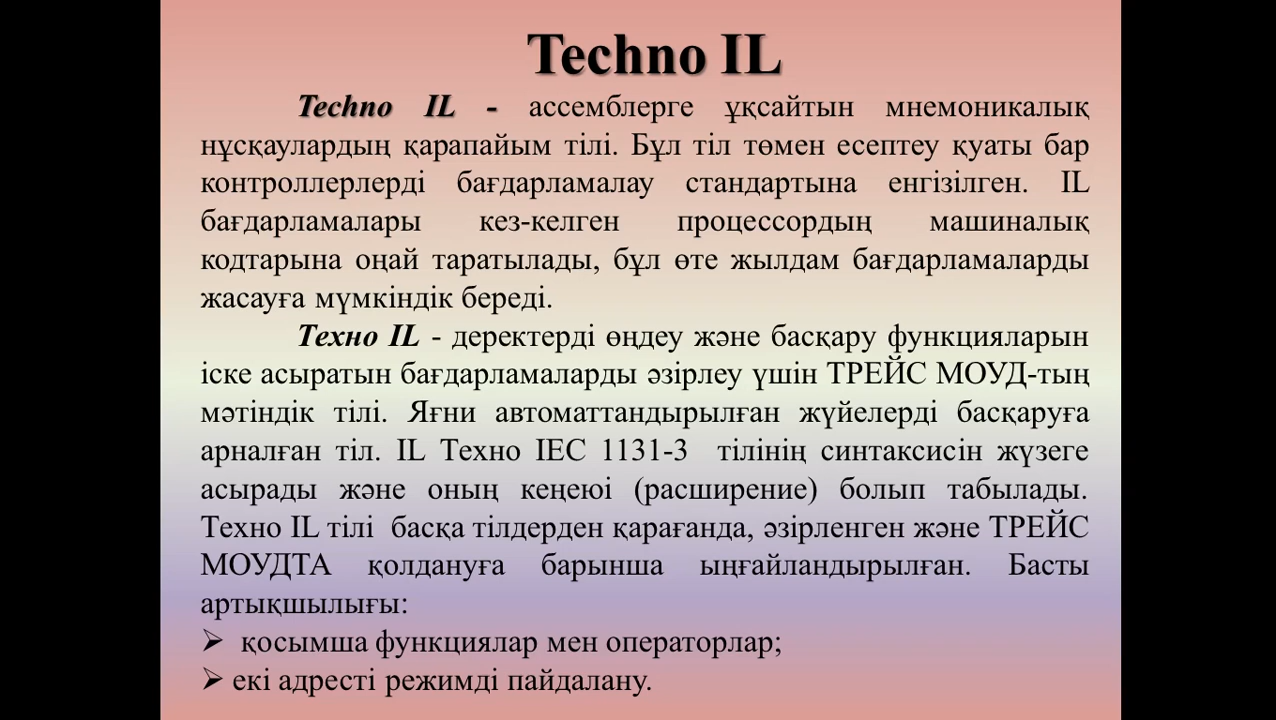 Techno IL
Techno IL - ассемблерге ұқсайтын мнемоникалық
нұсқаулардың қарапайым тілі. Бұл тіл төмен есептеу қуаты бар
контроллерлерді бағдарламалау стандартына енгізілген. IL
бағдарламалары кез-келген процессордың машиналық
кодтарына оңай таратылады, бұл өте жылдам бағдарламаларды
жасауға мүмкіндік береді.
Техно IL - деректерді өңдеу және басқару функцияларын
іске асыратын бағдарламаларды әзірлеу үшін ТРЕЙС МОУД-тың
мәтіндік тілі. Яғни автоматтандырылған жүйелерді басқаруға
арналған тіл. IL Техно IEC 1131-3 тілінің синтаксисін жүзеге
асырады және оның кеңеюі (расширение) болып табылады.
Техно IL тілі басқа тілдерден қарағанда, әзірленген және ТРЕЙС
МОУДТА қолдануға барынша ыңғайландырылған. Басты
артықшылығы:
➢ қосымша функциялар мен операторлар;
➢ екі адресті режимді пайдалану.